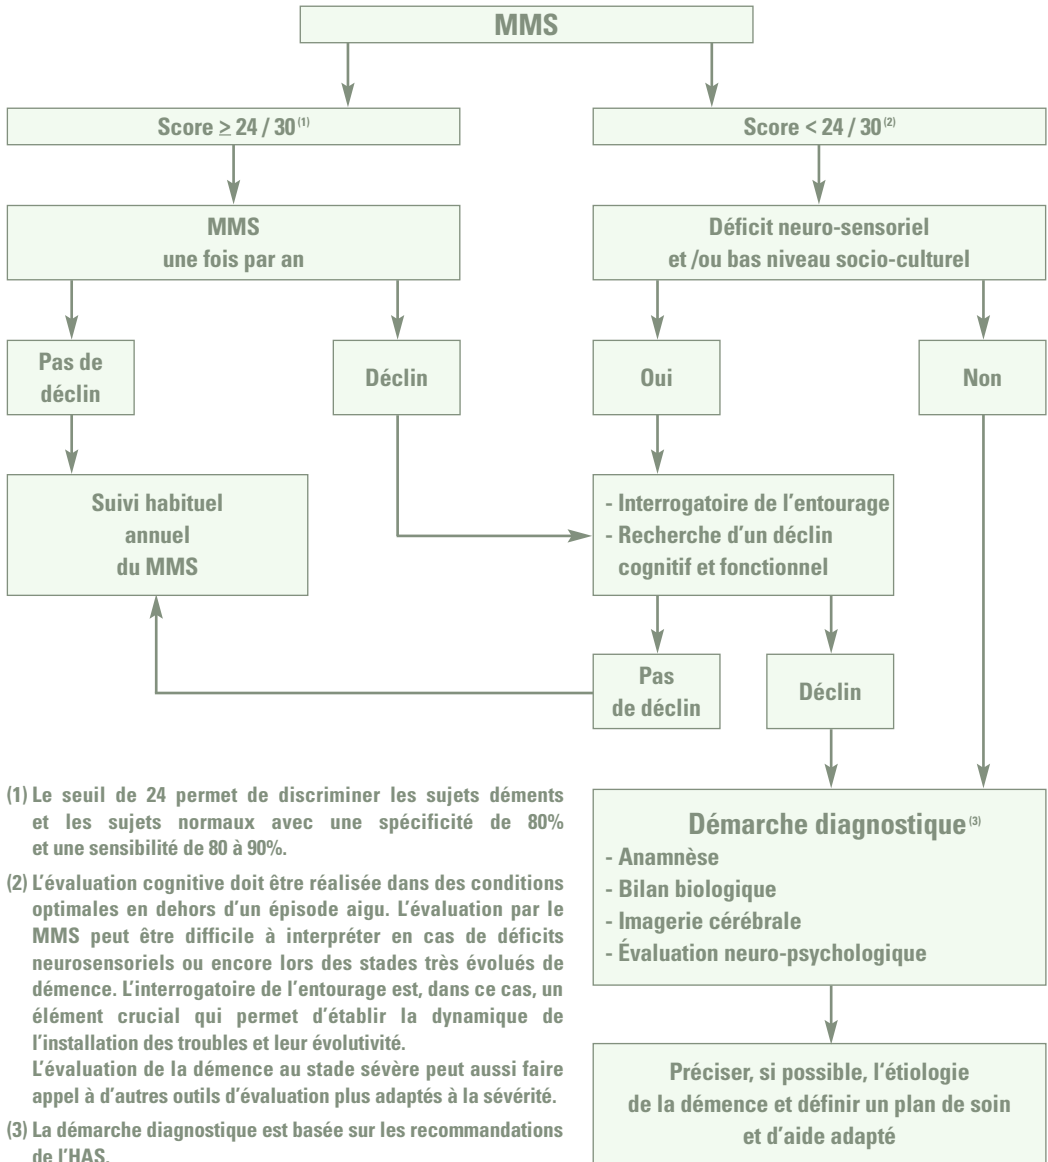 MMS
Score ≥ 24 / 30(1)
Score < 24 / 30(2)
MMS
une fois par an
Déficit neuro-sensoriel
et /ou bas niveau socio-culturel
Pas de
déclin
Déclin
Oui
Non
Suivi habituel
annuel
du MMS
- Interrogatoire de l'entourage
- Recherche d'un déclin
cognitif et fonctionnel
Pas
de déclin
Déclin
(1) Le seuil de 24 permet de discriminer les sujets déments
et les sujets normaux avec une spécificité de 80%
et une sensibilité de 80 à 90%.
(2) L'évaluation cognitive doit être réalisée dans des conditions
optimales en dehors d'un épisode aigu. L'évaluation par le
MMS peut être difficile à interpréter en cas de déficits
neurosensoriels ou encore lors des stades très évolués de
démence. L'interrogatoire de l'entourage est, dans ce cas, un
élément crucial qui permet d'établir la dynamique de
l'installation des troubles et leur évolutivité.
L'évaluation de la démence au stade sévère peut aussi faire
appel à d'autres outils d'évaluation plus adaptés à la sévérité.
(3) La démarche diagnostique est basée sur les recommandations
de l'HAS.
Démarche diagnostique(3)
- Anamnèse
- Bilan biologique
- Imagerie cérébrale
- Évaluation neuro-psychologique
Préciser, si possible, l'étiologie
de la démence et définir un plan de soin
et d'aide adapté